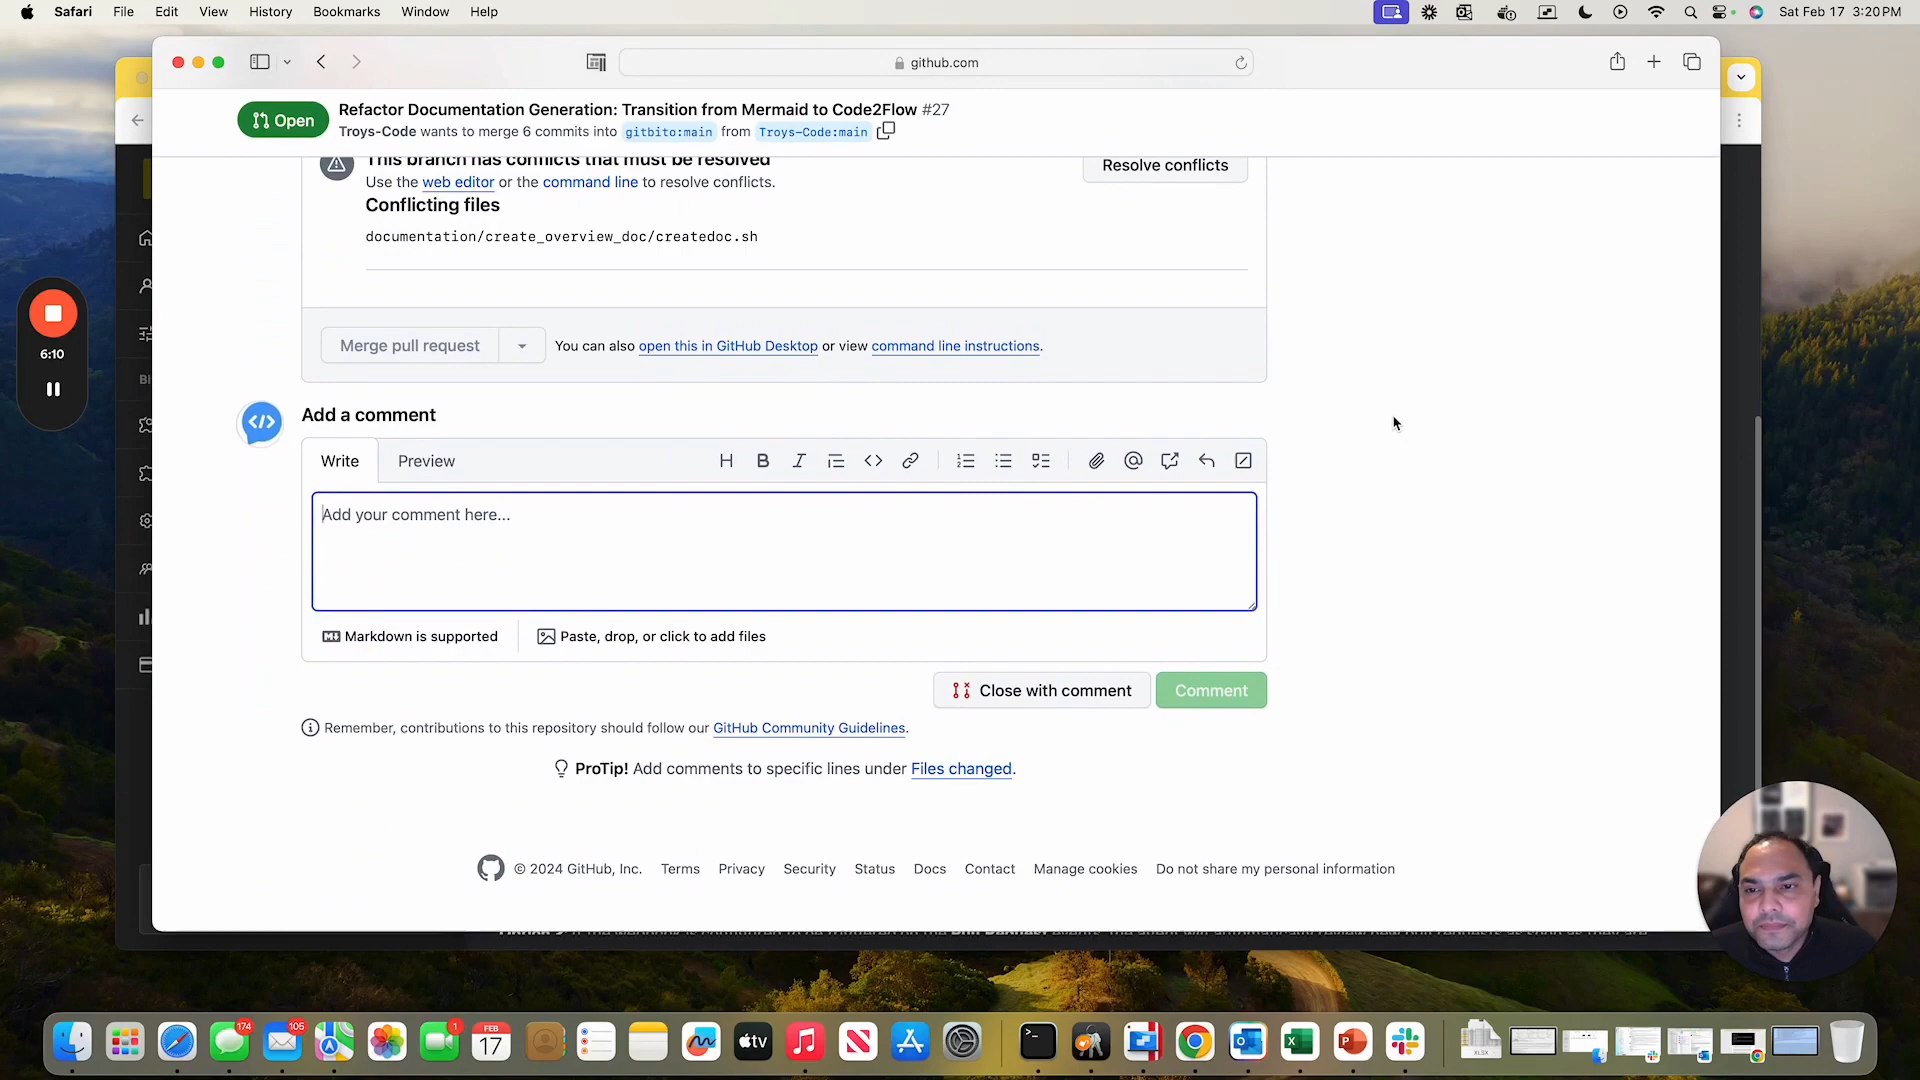 Safari File Edit View History Bookmarks Window Help
Sat Feb 17 3:20 PM
github.com
Open
Refactor Documentation Generation: Transition from Mermaid to Code2Flow #27
Troys-Code wants to merge 6 commits into gitbito:main from Troys-Code:main
This branch has conflicts that must be resolved
Resolve conflicts
Use the web editor or the command line to resolve conflicts.
Conflicting files
documentation/create_overview_doc/createdoc.sh
6:10
Merge pull request
You can also open this in GitHub Desktop or view command line instructions.
Add a comment
Write Preview
Add your comment here...
Markdown is supported
Paste, drop, or click to add files
Close with comment
Comment
Remember, contributions to this repository should follow our GitHub Community Guidelines.
ProTip! Add comments to specific lines under Files changed.
© 2024 GitHub, Inc. Terms Privacy Security Status Docs Contact Manage cookies Do not share my personal information
174
105
1
FEB
17
tv
XLSX